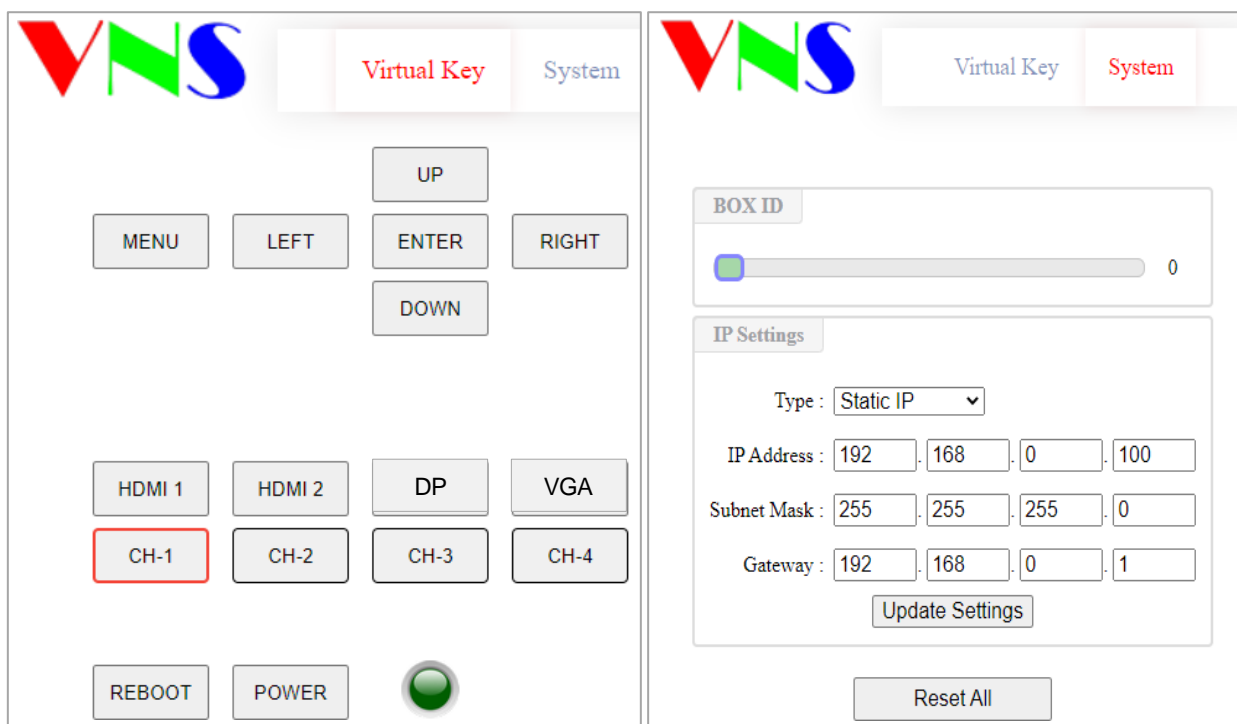 VNS
Virtual Key System
UP
MENU LEFT ENTER RIGHT
DOWN
HDMI 1 HDMI 2 DP VGA
CH-1 CH-2 CH-3 CH-4
REBOOT POWER
VNS
Virtual Key System
BOX ID
0
IP Settings
Type : Static IP
IP Address : 192 . 168 . 0 . 100
Subnet Mask : 255 . 255 . 255 . 0
Gateway : 192 . 168 . 0 . 1
Update Settings
Reset All